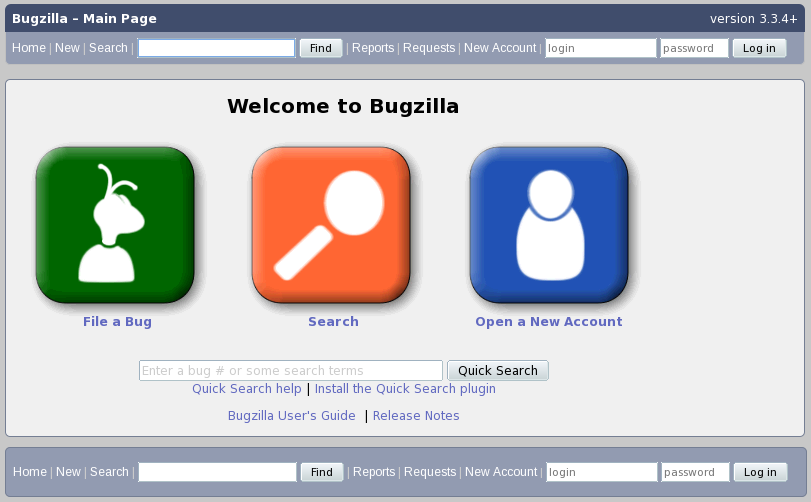 Bugzilla – Main Page version 3.3.4+
Home | New | Search | Find | Reports | Requests | New Account | login password Log in
Welcome to Bugzilla
File a Bug Search Open a New Account
Enter a bug # or some search terms Quick Search
Quick Search help | Install the Quick Search plugin
Bugzilla User's Guide | Release Notes
Home | New | Search | Find | Reports | Requests | New Account | login password Log in